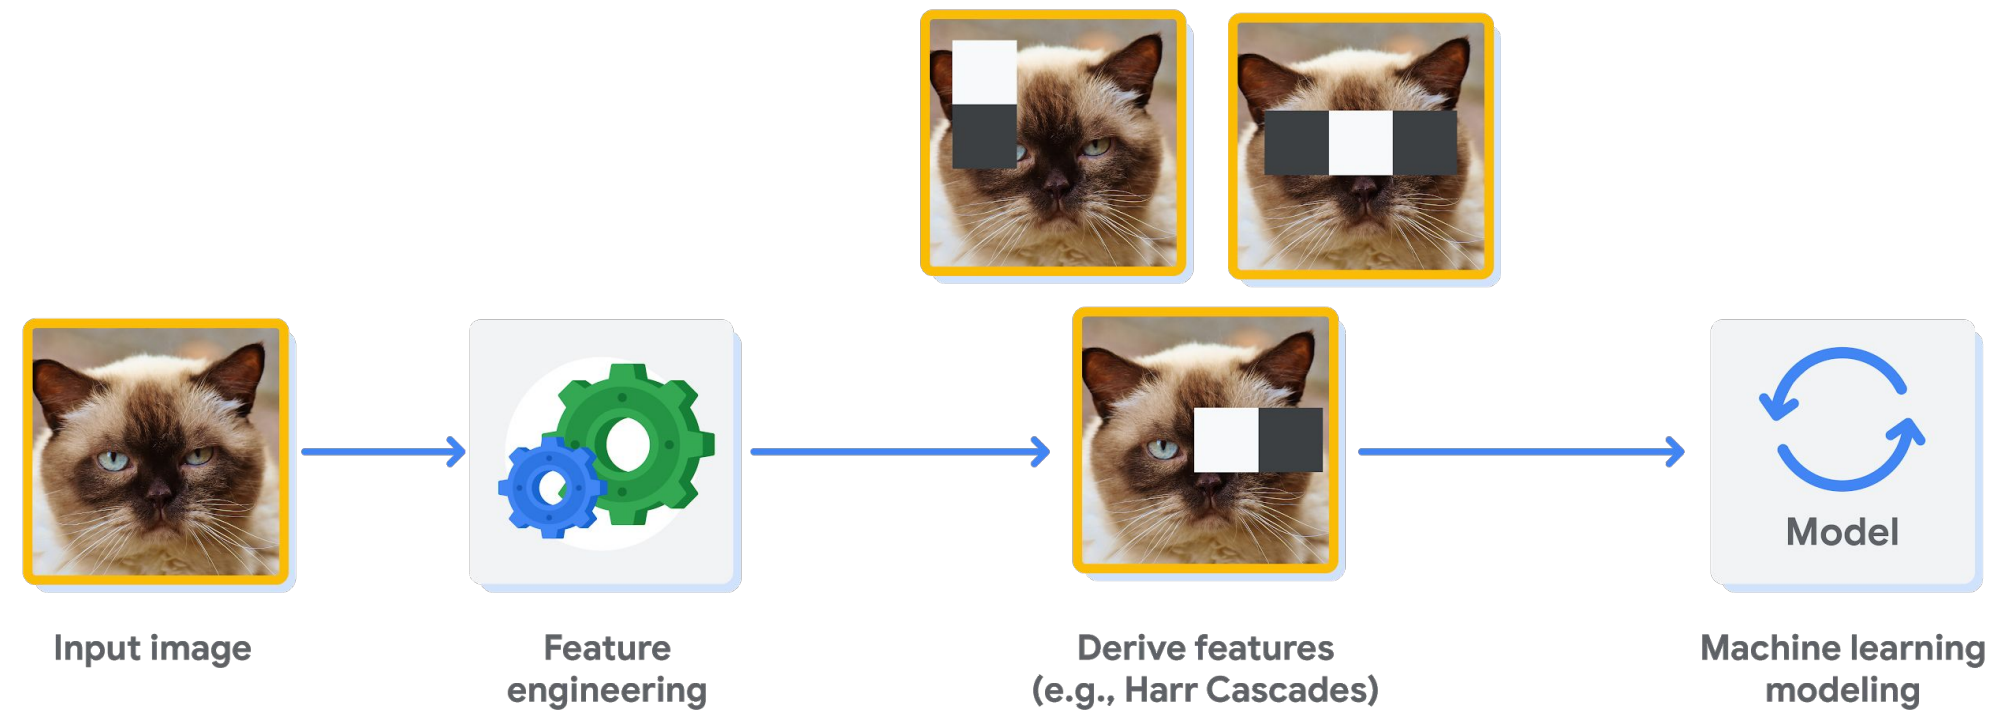 Model
Input image
Feature
engineering
Derive features
(e.g., Harr Cascades)
Machine learning
modeling